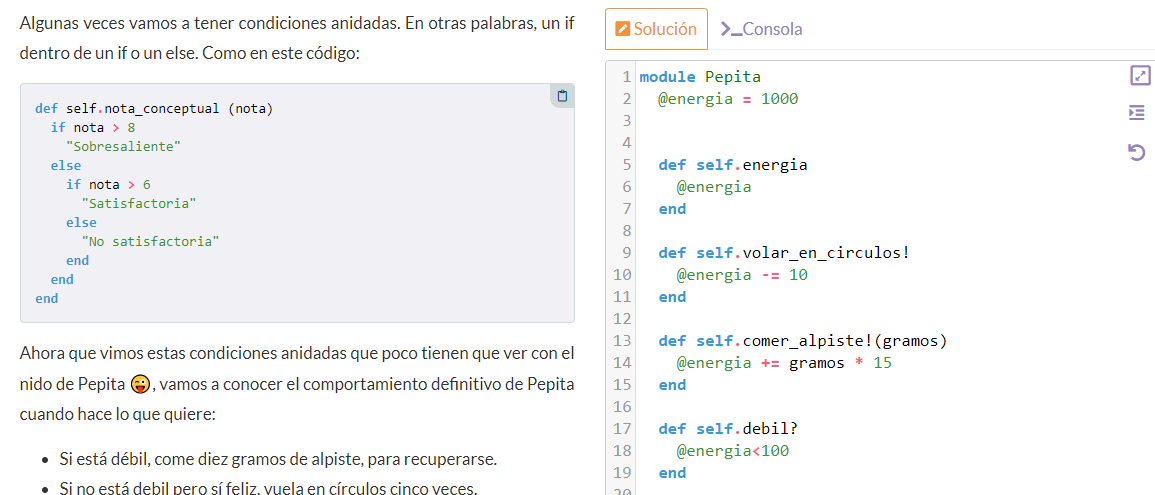 Algunas veces vamos a tener condiciones anidadas. En otras palabras, un if
dentro de un if o un else. Como en este código:
def self.nota_conceptual (nota)
  if nota > 8
    "Sobresaliente"
  else
    if nota > 6
      "Satisfactoria"
    else
      "No satisfactoria"
    end
  end
end
Ahora que vimos estas condiciones anidadas que poco tienen que ver con el
nido de Pepita 😜, vamos a conocer el comportamiento definitivo de Pepita
cuando hace lo que quiere:
• Si está débil, come diez gramos de alpiste, para recuperarse.
• Si no está debil pero sí feliz, vuela en círculos cinco veces.
Solución
Consola
1 module Pepita
2   @energia = 1000
3
4
5   def self.energia
6     @energia
7   end
8
9   def self.volar_en_circulos!
10     @energia -= 10
11   end
12
13   def self.comer_alpiste!(gramos)
14     @energia += gramos * 15
15   end
16
17   def self.debil?
18     @energia<100
19   end
20